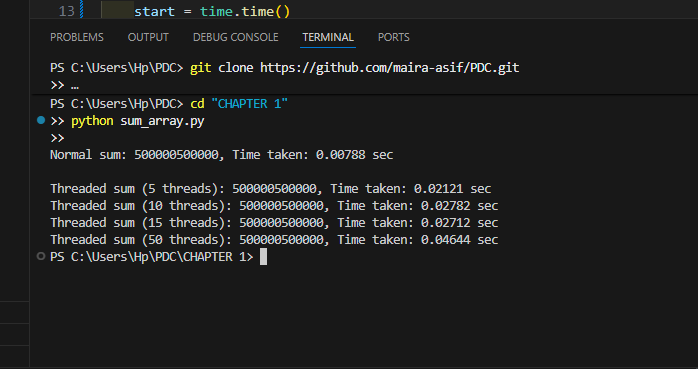 13 start = time.time()
PROBLEMS OUTPUT DEBUG CONSOLE TERMINAL PORTS
PS C:\Users\Hp\PDC> git clone https://github.com/maira-asif/PDC.git
>> …
PS C:\Users\Hp\PDC> cd "CHAPTER 1"
>> python sum_array.py
>>
Normal sum: 500000500000, Time taken: 0.00788 sec
Threaded sum (5 threads): 500000500000, Time taken: 0.02121 sec
Threaded sum (10 threads): 500000500000, Time taken: 0.02782 sec
Threaded sum (15 threads): 500000500000, Time taken: 0.02712 sec
Threaded sum (50 threads): 500000500000, Time taken: 0.04644 sec
PS C:\Users\Hp\PDC\CHAPTER 1>